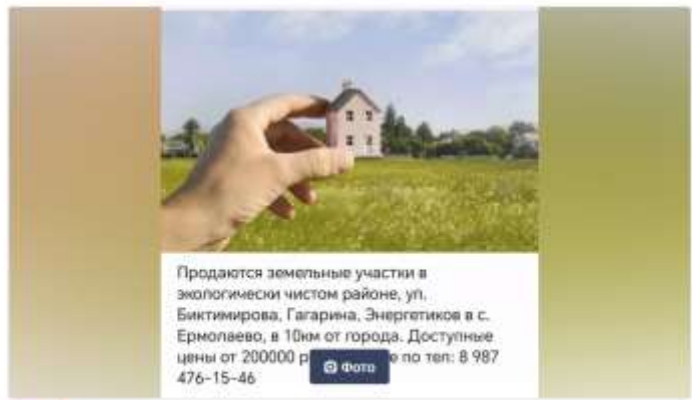 Продаются земельные участки в
экологически чистом районе, ул.
Биктимирова, Гагарина, Энергетиков в с.
Ермолаево, в 10км от города. Доступные
цены от 200000 р е по тел: 8 987
476-15-46
Фото